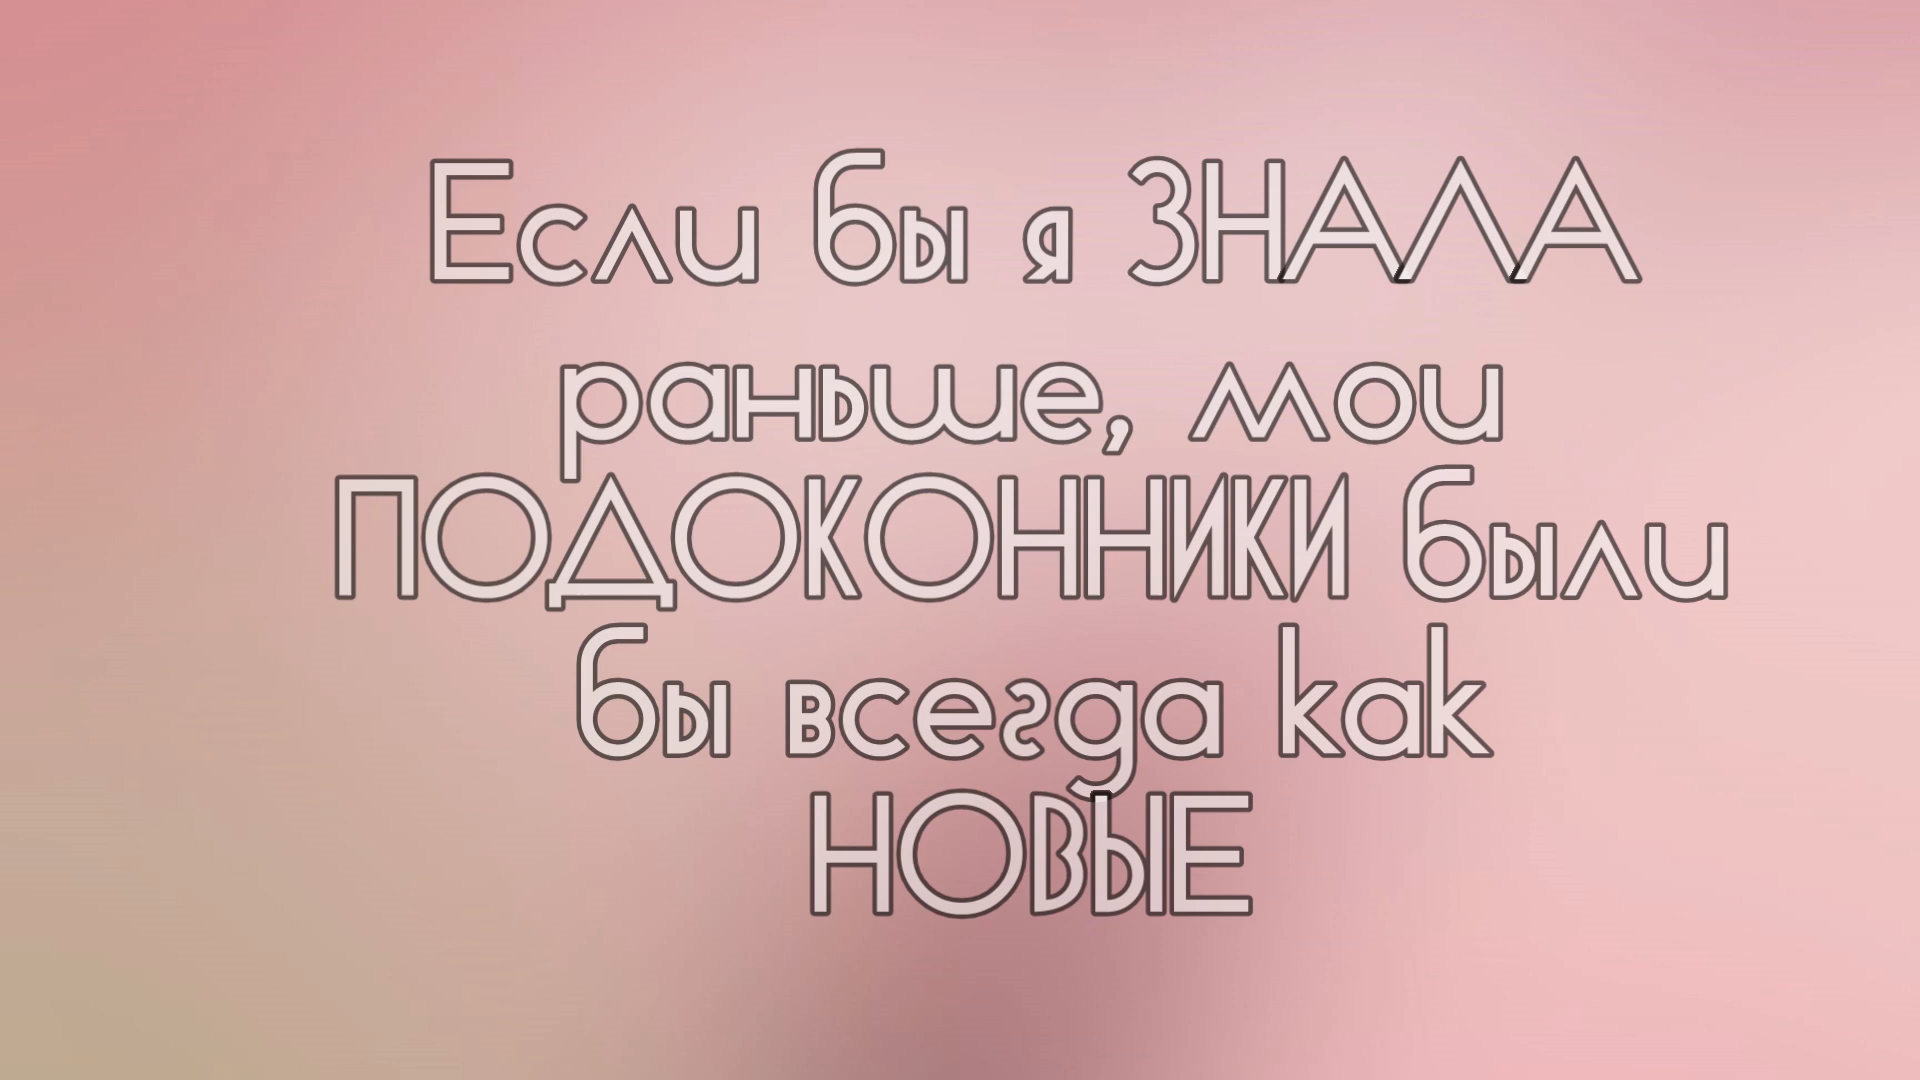 Если бы я ЗНАЛА
раньше, мои
ПОДОКОННИКИ были
бы всегда как
НОВЫЕ